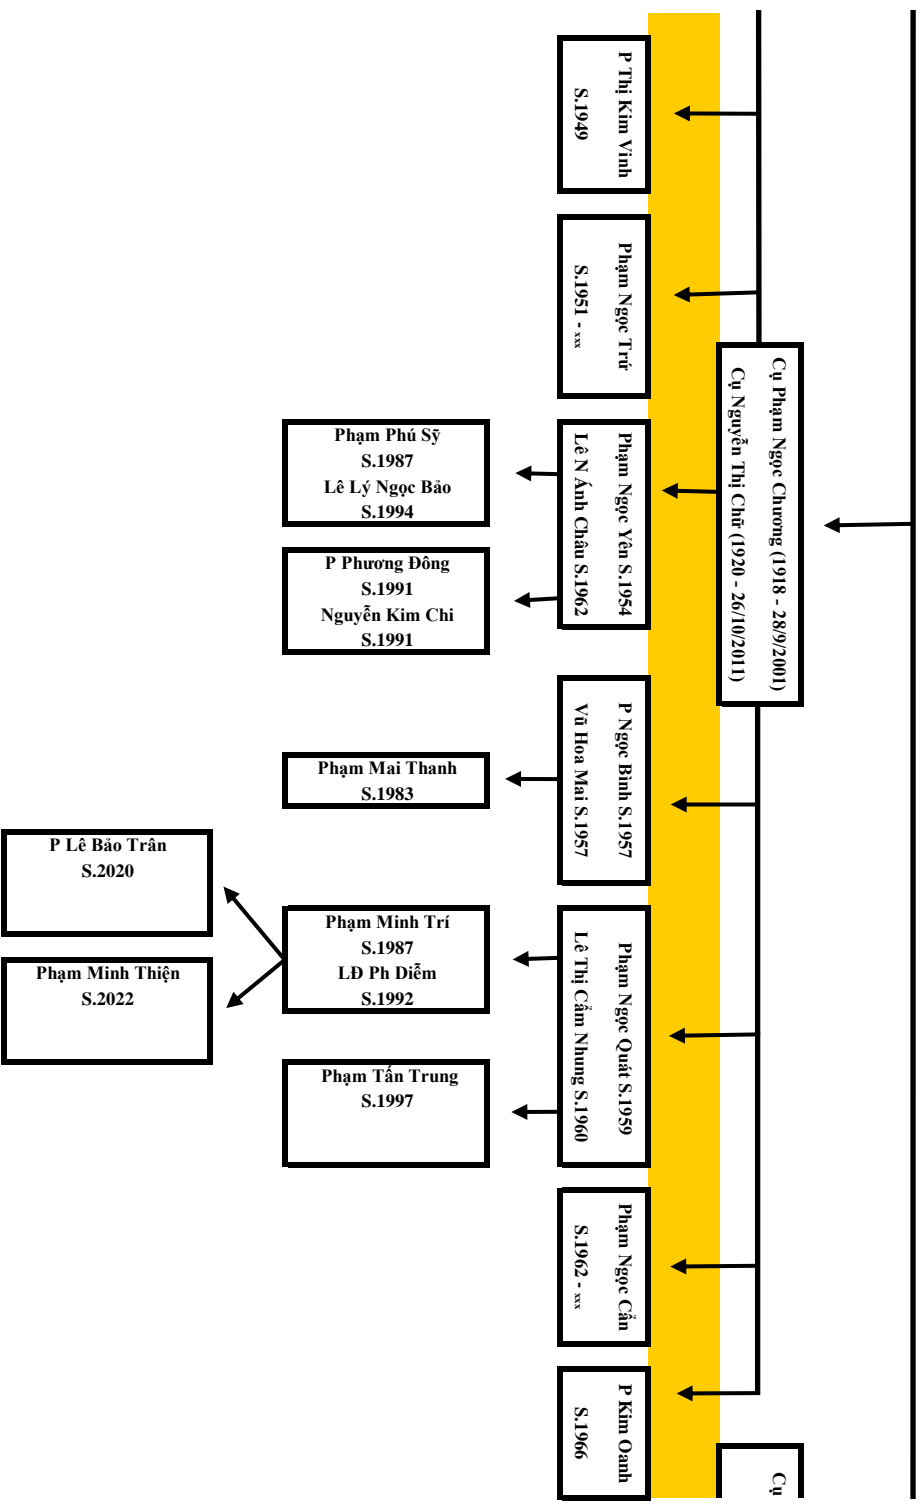 P Thị Kim Vinh
S.1949
Phạm Ngọc Trứ
S.1951 - xxx
Cụ Phạm Ngọc Chương (1918 - 28/9/2001)
Cụ Nguyễn Thị Chữ (1920 - 26/10/2011)
Phạm Ngọc Yên S.1954
Lê N Ánh Châu S.1962
Phạm Phú Sỹ
S.1987
Lê Lý Ngọc Bảo
S.1994
P Phương Đông
S.1991
Nguyễn Kim Chi
S.1991
P Ngọc Bình S.1957
Vũ Hoa Mai S.1957
Phạm Mai Thanh
S.1983
Phạm Ngọc Quát S.1959
Lê Thị Cẩm Nhung S.1960
Phạm Minh Trí
S.1987
LĐ Ph Diễm
S.1992
P Lê Bảo Trân
S.2020
Phạm Minh Thiện
S.2022
Phạm Tấn Trung
S.1997
Phạm Ngọc Cẩn
S.1962 - xxx
P Kim Oanh
S.1966
Cụ